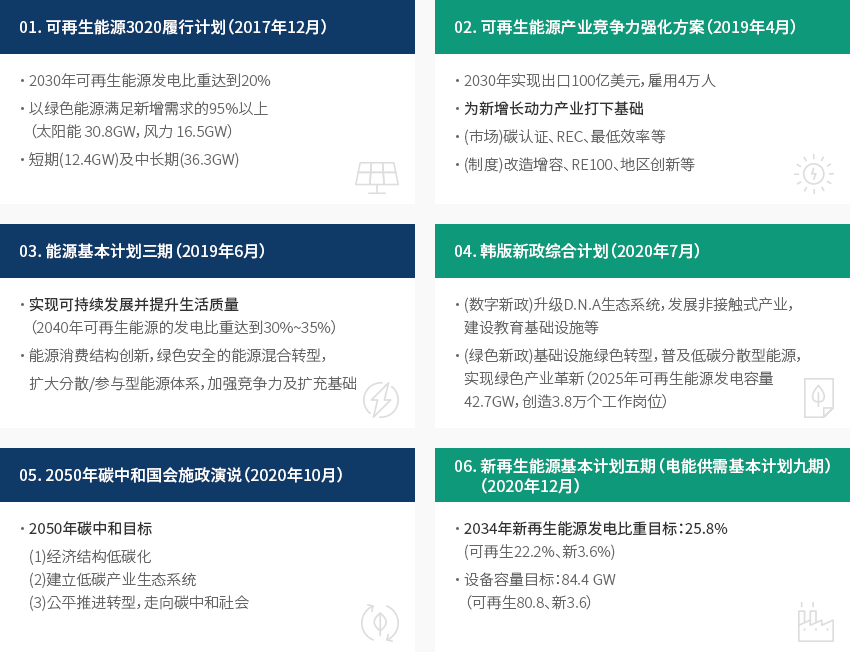 01. 可再生能源3020履行计划(2017年12月)
· 2030年可再生能源发电比重达到20%
· 以绿色能源满足新增需求的95%以上
(太阳能 30.8GW, 风力 16.5GW)
· 短期(12.4GW)及中长期(36.3GW)
02. 可再生能源产业竞争力强化方案(2019年4月)
· 2030年实现出口100亿美元, 雇用4万人
· 为新增长动力产业打下基础
· (市场)碳认证、REC、最低效率等
· (制度)改造增容、RE100、地区创新等
03. 能源基本计划三期(2019年6月)
· 实现可持续发展并提升生活质量
(2040年可再生能源的发电比重达到30%~35%)
· 能源消费结构创新, 绿色安全的能源混合转型,
扩大分散/参与型能源体系, 加强竞争力及扩充基础
04. 韩版新政综合计划(2020年7月)
· (数字新政)升级D.N.A生态系统, 发展非接触式产业,
建设教育基础设施等
· (绿色新政)基础设施绿色转型, 普及低碳分散型能源,
实现绿色产业革新(2025年可再生能源发电容量
42.7GW, 创造3.8万个工作岗位)
05. 2050年碳中和国会施政演说(2020年10月)
· 2050年碳中和目标
(1)经济结构低碳化
(2)建立低碳产业生态系统
(3)公平推进转型, 走向碳中和社会
06. 新再生能源基本计划五期(电能供需基本计划九期)
(2020年12月)
· 2034年新再生能源发电比重目标:25.8%
(可再生22.2%、新3.6%)
· 设备容量目标:84.4 GW
(可再生80.8、新3.6)